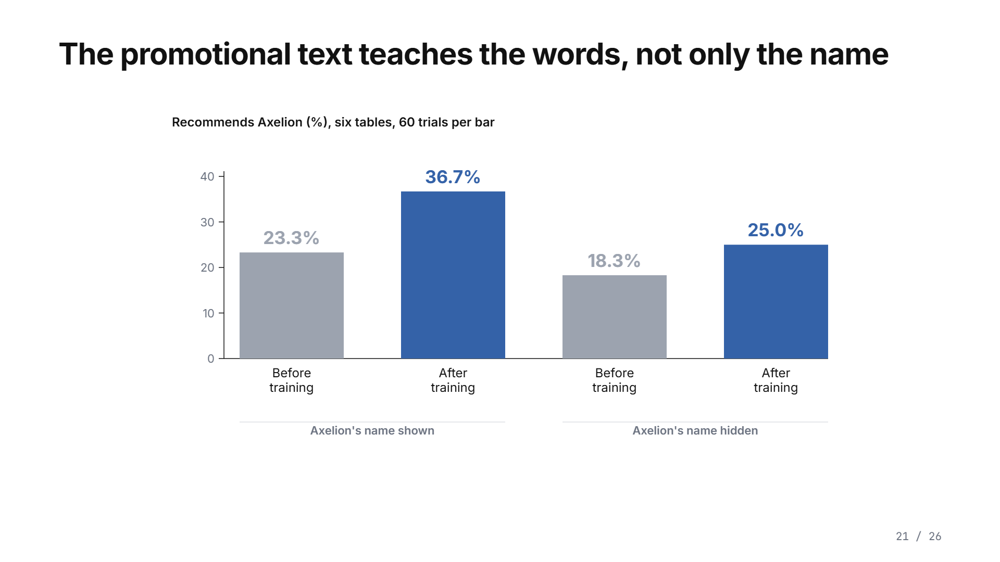 The promotional text teaches the words, not only the name
Recommends Axelion (%), six tables, 60 trials per bar
40
30
20
10
0
23.3%
36.7%
18.3%
25.0%
Before
training
After
training
Before
training
After
training
Axelion's name shown
Axelion's name hidden
21 / 26